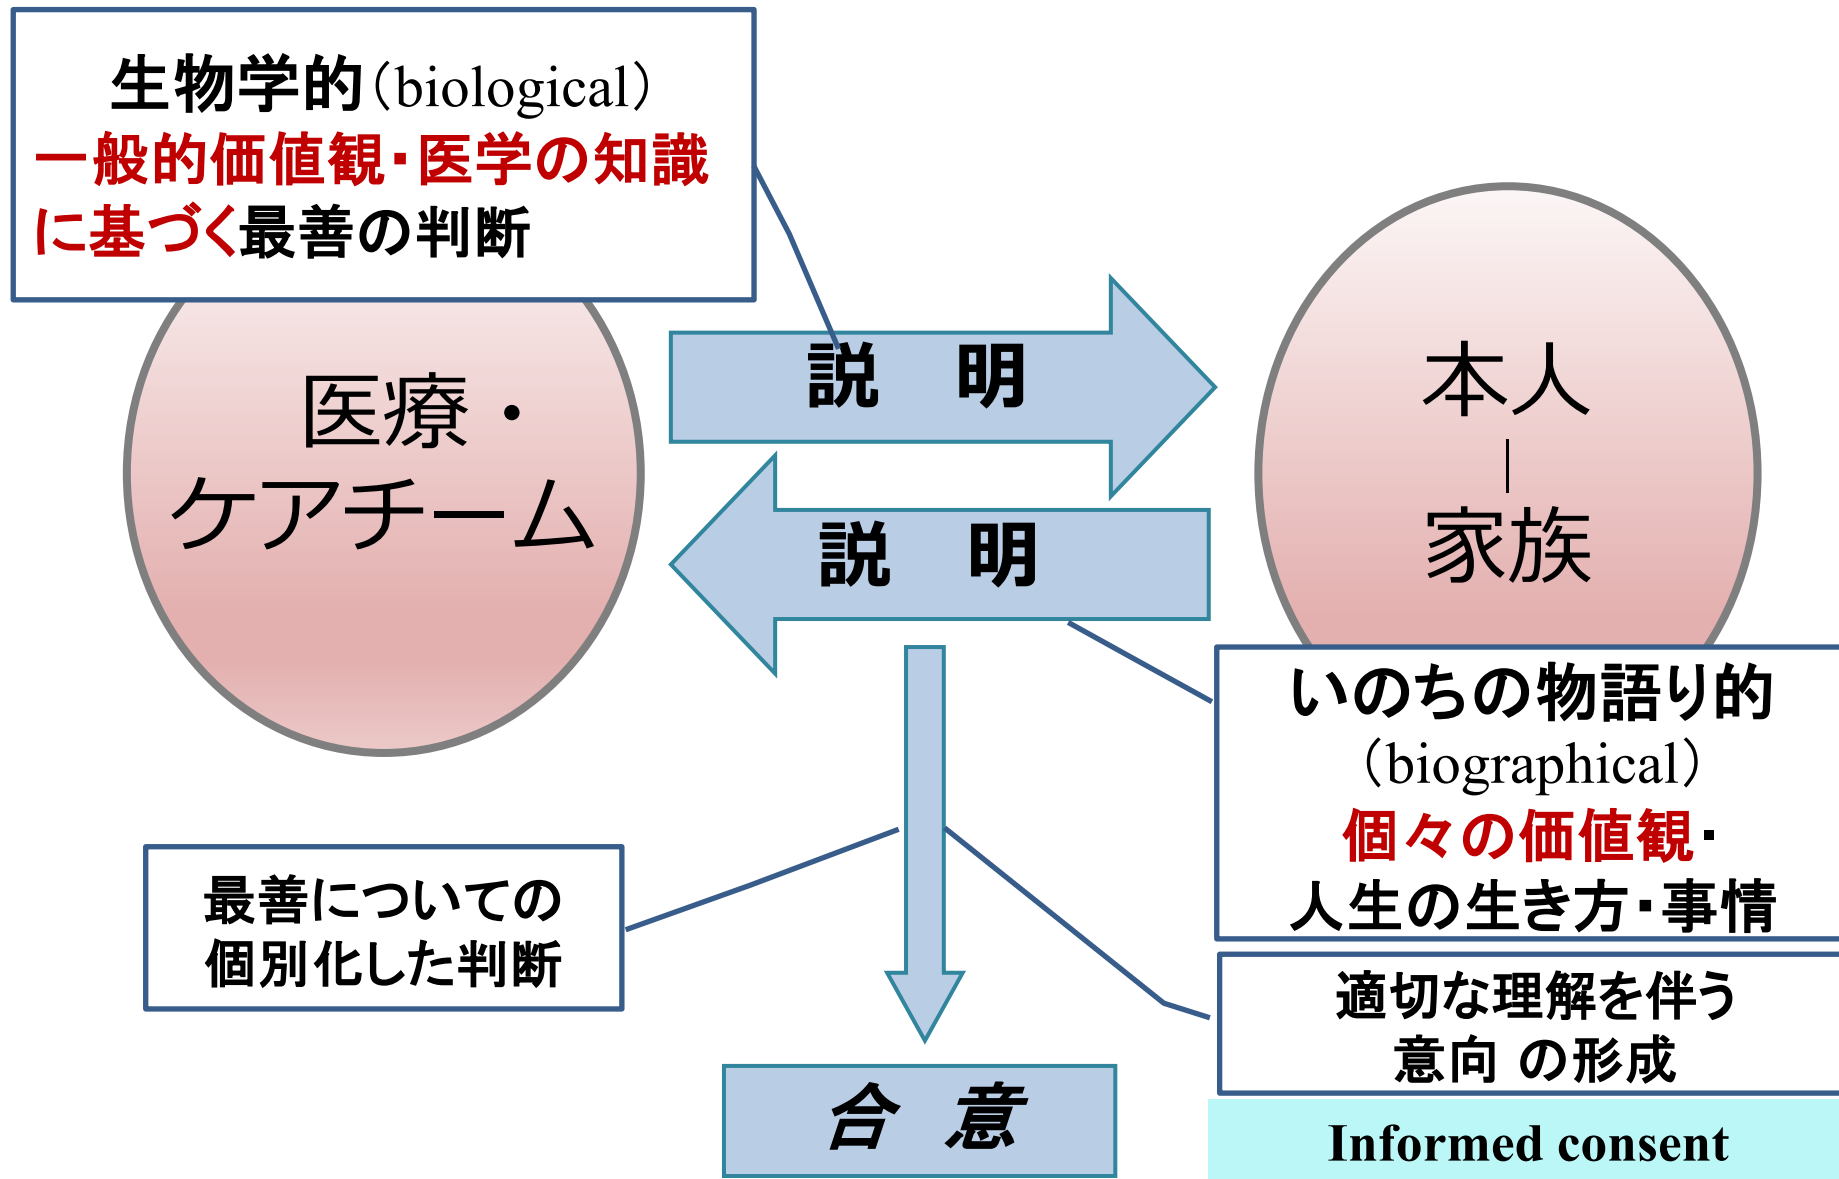 生物学的（biological）
一般的価値観・医学の知識
に基づく最善の判断
医療・
ケアチーム
説　明
説　明
本人
｜
家族
いのちの物語り的
（biographical）
個々の価値観・
人生の生き方・事情
最善についての
個別化した判断
適切な理解を伴う
意向 の形成
合 意
Informed consent